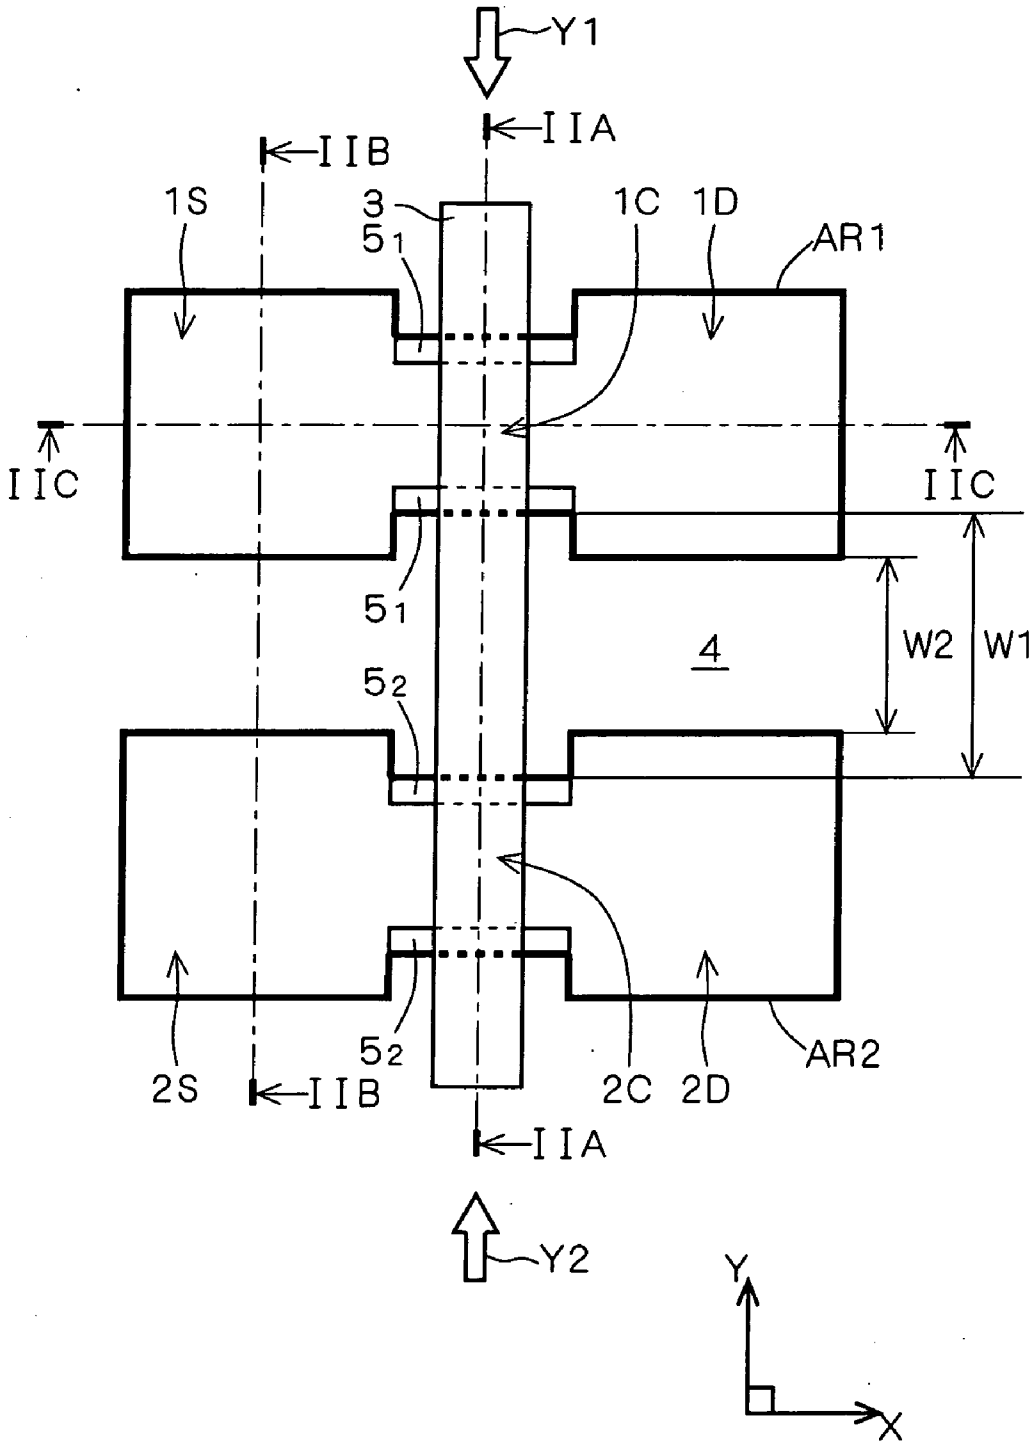 Y1
IIA
IIB
1S 3 1C 1D
5₁ AR1
IIC IIC
5₁
W2 W1
4
5₂
5₂ AR2
2S IIB 2C 2D
IIA
Y2
Y
X